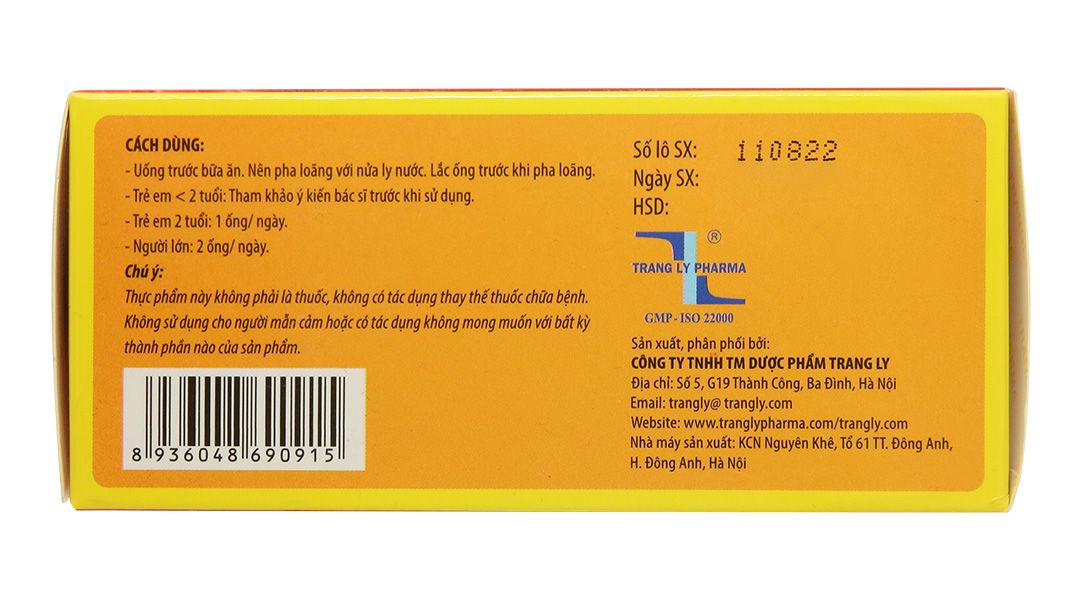 CÁCH DÙNG:
- Uống trước bữa ăn. Nên pha loãng với nửa ly nước. Lắc ống trước khi pha loãng.
- Trẻ em < 2 tuổi: Tham khảo ý kiến bác sĩ trước khi sử dụng.
- Trẻ em 2 tuổi: 1 ống/ ngày.
- Người lớn: 2 ống/ ngày.
Chú ý:
Thực phẩm này không phải là thuốc, không có tác dụng thay thế thuốc chữa bệnh.
Không sử dụng cho người mẫn cảm hoặc có tác dụng không mong muốn với bất kỳ
thành phần nào của sản phẩm.
8 936048 690915
Số lô SX: 110822
Ngày SX:
HSD:
®
TRANG LY PHARMA
GMP - ISO 22000
Sản xuất, phân phối bởi:
CÔNG TY TNHH TM DƯỢC PHẨM TRANG LY
Địa chỉ: Số 5, G19 Thành Công, Ba Đình, Hà Nội
Email: trangly@ trangly.com
Website: www.tranglypharma.com/trangly.com
Nhà máy sản xuất: KCN Nguyên Khê, Tổ 61 TT. Đông Anh,
H. Đông Anh, Hà Nội